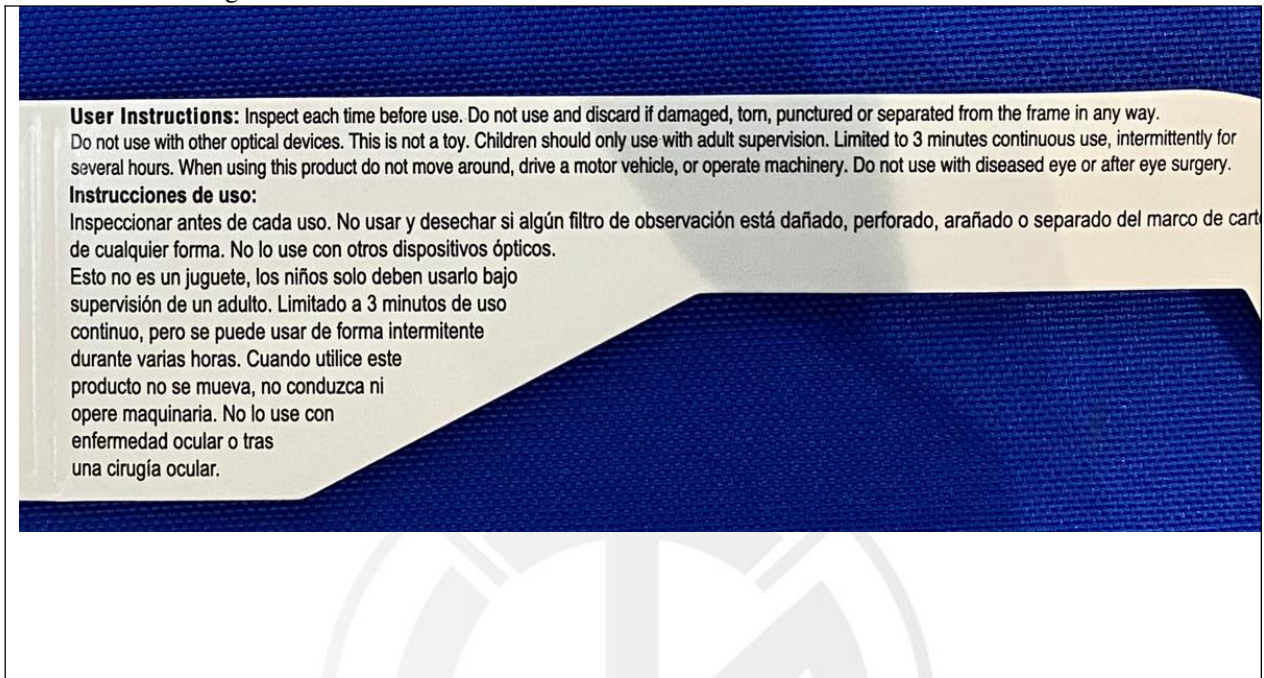 User Instructions: Inspect each time before use. Do not use and discard if damaged, torn, punctured or separated from the frame in any way.
Do not use with other optical devices. This is not a toy. Children should only use with adult supervision. Limited to 3 minutes continuous use, intermittently for
several hours. When using this product do not move around, drive a motor vehicle, or operate machinery. Do not use with diseased eye or after eye surgery.
Instrucciones de uso:
Inspeccionar antes de cada uso. No usar y desechar si algún filtro de observación está dañado, perforado, arañado o separado del marco de
de cualquier forma. No lo use con otros dispositivos ópticos.
Esto no es un juguete, los niños solo deben usarlo bajo
supervisión de un adulto. Limitado a 3 minutos de uso
continuo, pero se puede usar de forma intermitente
durante varias horas. Cuando utilice este
producto no se mueva, no conduzca ni
opere maquinaria. No lo use con
enfermedad ocular o tras
una cirugía ocular.